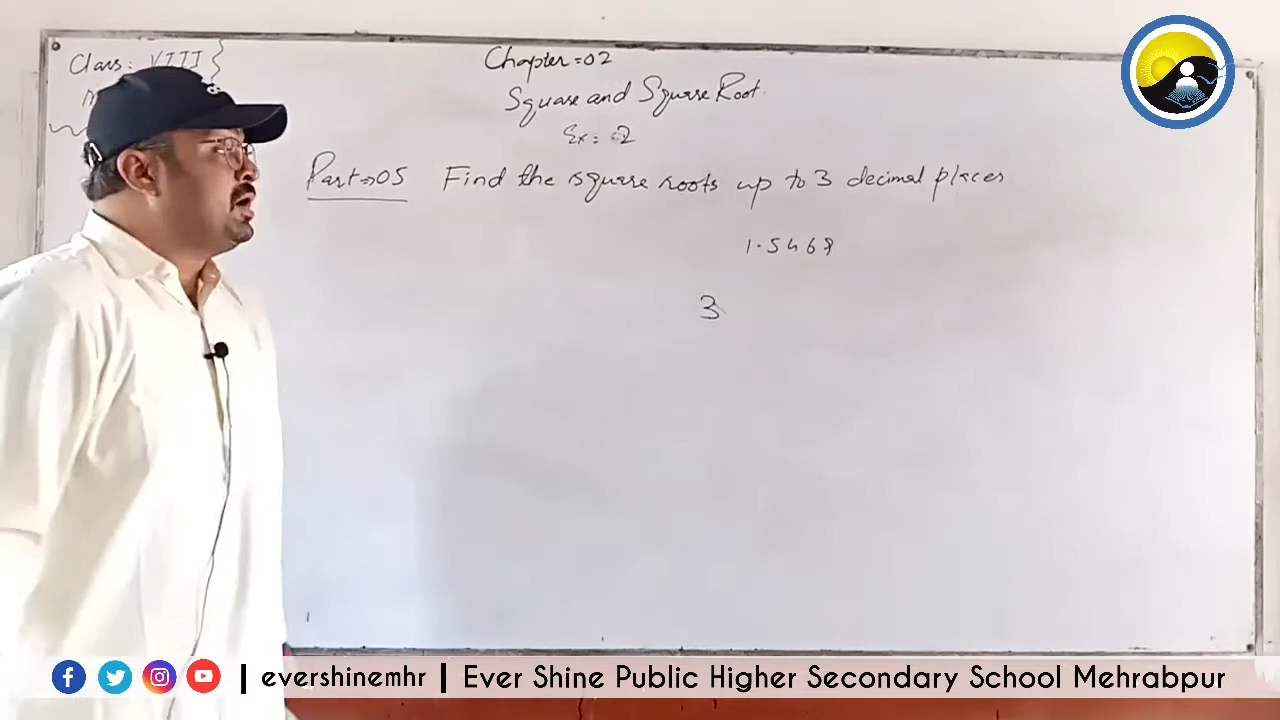 Class: VIII
Chapter = 02
Square and Square Root.
Ex = 02
Part => 05 Find the square roots up to 3 decimal places
1.5468
3
| evershinemhr | Ever Shine Public Higher Secondary School Mehrabpur